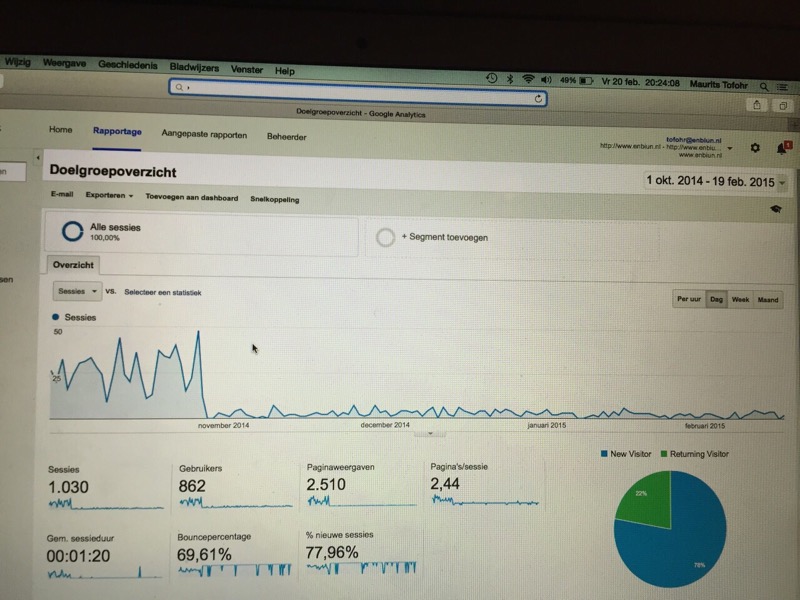 Wijzig Weergave Geschiedenis Bladwijzers Venster Help 49% Vr 20 feb. 20:24:08 Maurits Tofohr
Doelgroepoverzicht - Google Analytics
Home Rapportage Aangepaste rapporten Beheerder
tofohr@enbiun.nl
http://www.enbiun.nl - http://www.enbiu...
www.enbiun.nl
1
en
Doelgroepoverzicht
1 okt. 2014 - 19 feb. 2015
E-mail Exporteren Toevoegen aan dashboard Snelkoppeling
Alle sessies
100,00%
+ Segment toevoegen
sen
Overzicht
Sessies vs. Selecteer een statistiek
Per uur Dag Week Maand
Sessies
50
25
november 2014 december 2014 januari 2015 februari 2015
Sessies
1.030
Gebruikers
862
Paginaweergaven
2.510
Pagina's/sessie
2,44
Gem. sessieduur
00:01:20
Bouncepercentage
69,61%
% nieuwe sessies
77,96%
New Visitor Returning Visitor
22%
78%